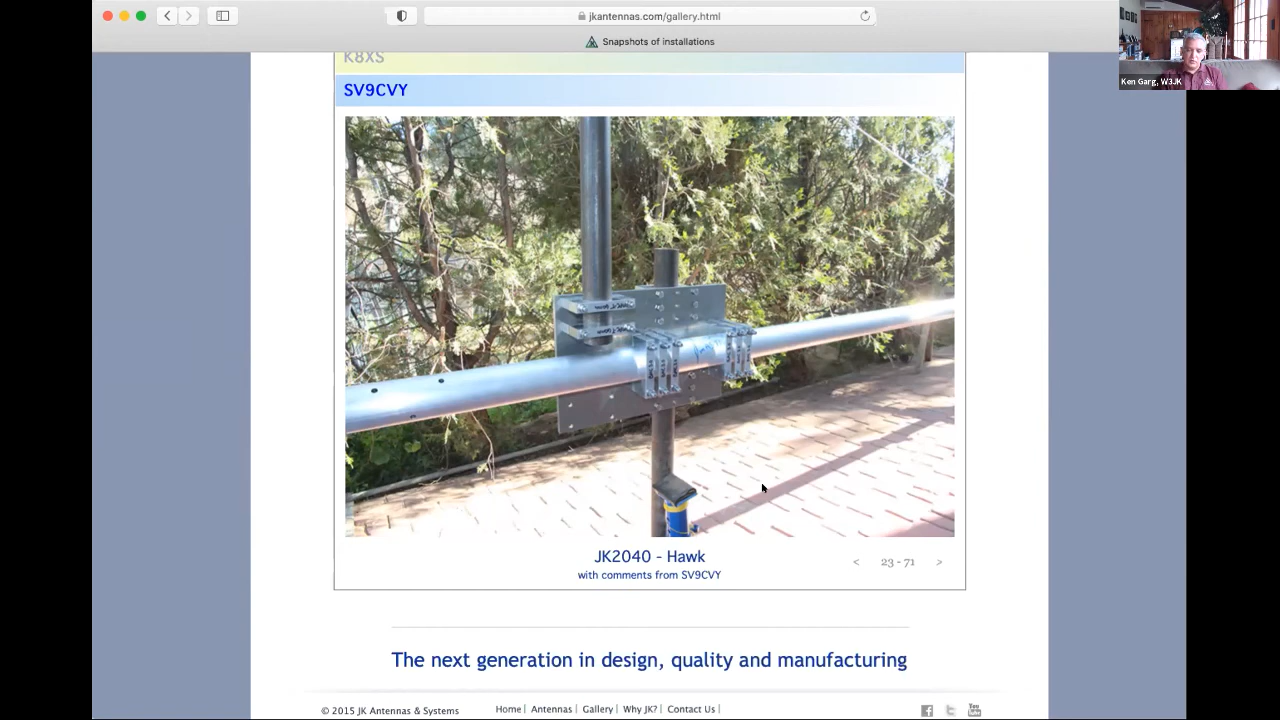 jkantennas.com/gallery.html
Snapshots of installations
Ken Garg, W3JK
K8XS
SV9CVY
JK2040 - Hawk
with comments from SV9CVY
< 23 - 71 >
The next generation in design, quality and manufacturing
© 2015 JK Antennas & Systems Home | Antennas | Gallery | Why JK? | Contact Us |
You
Tube